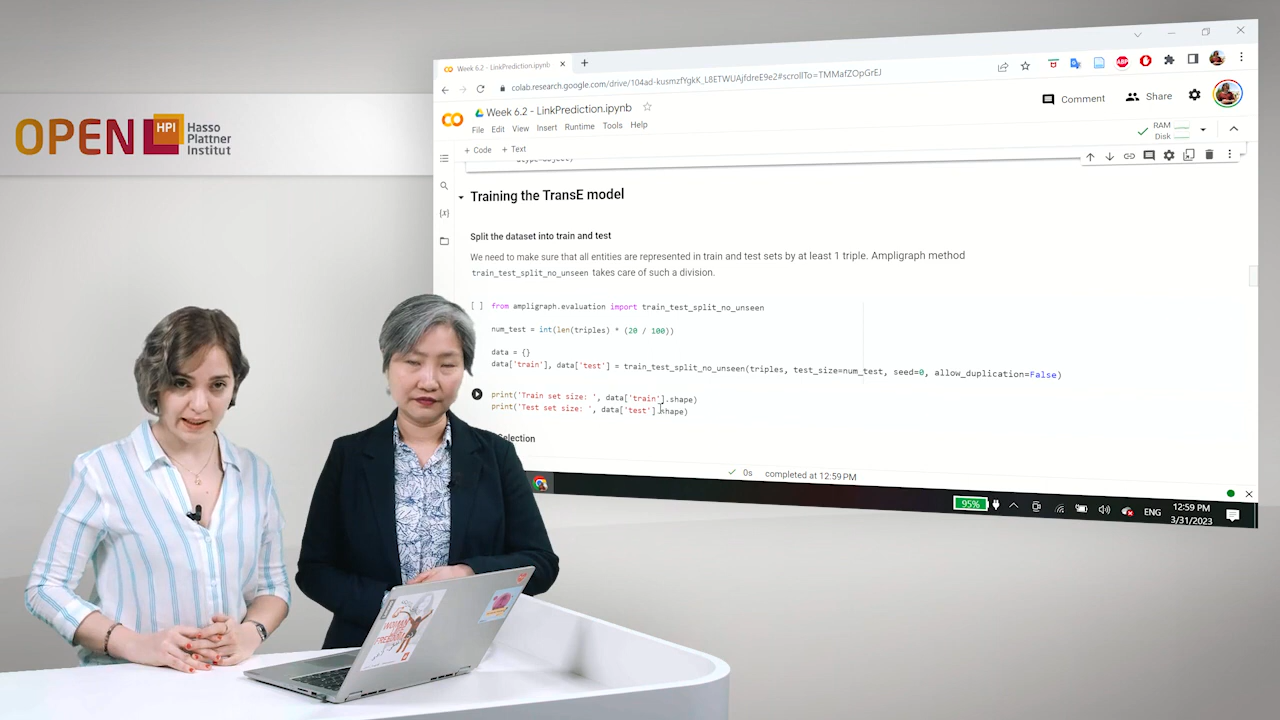 OPEN HPI Hasso Plattner Institut
Week 6.2 - LinkPrediction.ipynb
colab.research.google.com/drive/104ad-kusmzfYgkK_L8ETWUAjfdreE9e2#scrollTo=TMMafZOpGrEJ
Week 6.2 - LinkPrediction.ipynb
Comment Share
File Edit View Insert Runtime Tools Help
RAM
Disk
+ Code + Text
Training the TransE model
Split the dataset into train and test
We need to make sure that all entities are represented in train and test sets by at least 1 triple. Ampligraph method
train_test_split_no_unseen takes care of such a division.
[ ] from ampligraph.evaluation import train_test_split_no_unseen
num_test = int(len(triples) * (20 / 100))
data = {}
data['train'], data['test'] = train_test_split_no_unseen(triples, test_size=num_test, seed=0, allow_duplication=False)
print('Train set size: ', data['train'].shape)
print('Test set size: ', data['test'].shape)
Selection
0s completed at 12:59 PM
95% ENG 12:59 PM
3/31/2023
WOMAN
LIFE
FREEDOM